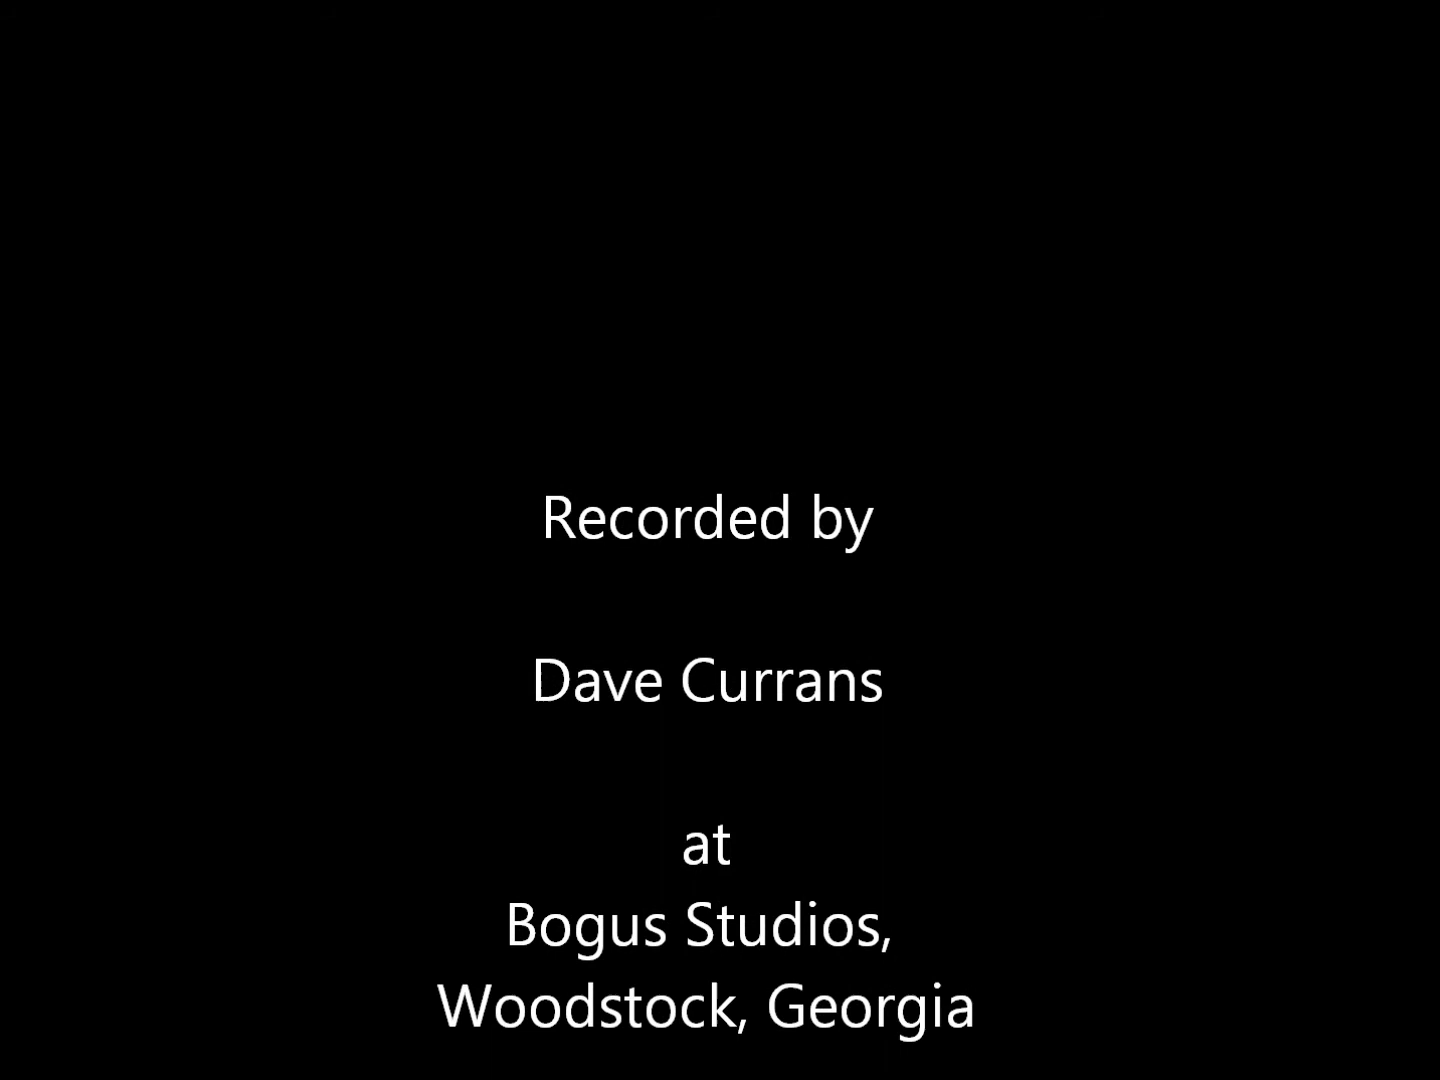 Recorded by
Dave Currans
at
Bogus Studios,
Woodstock, Georgia